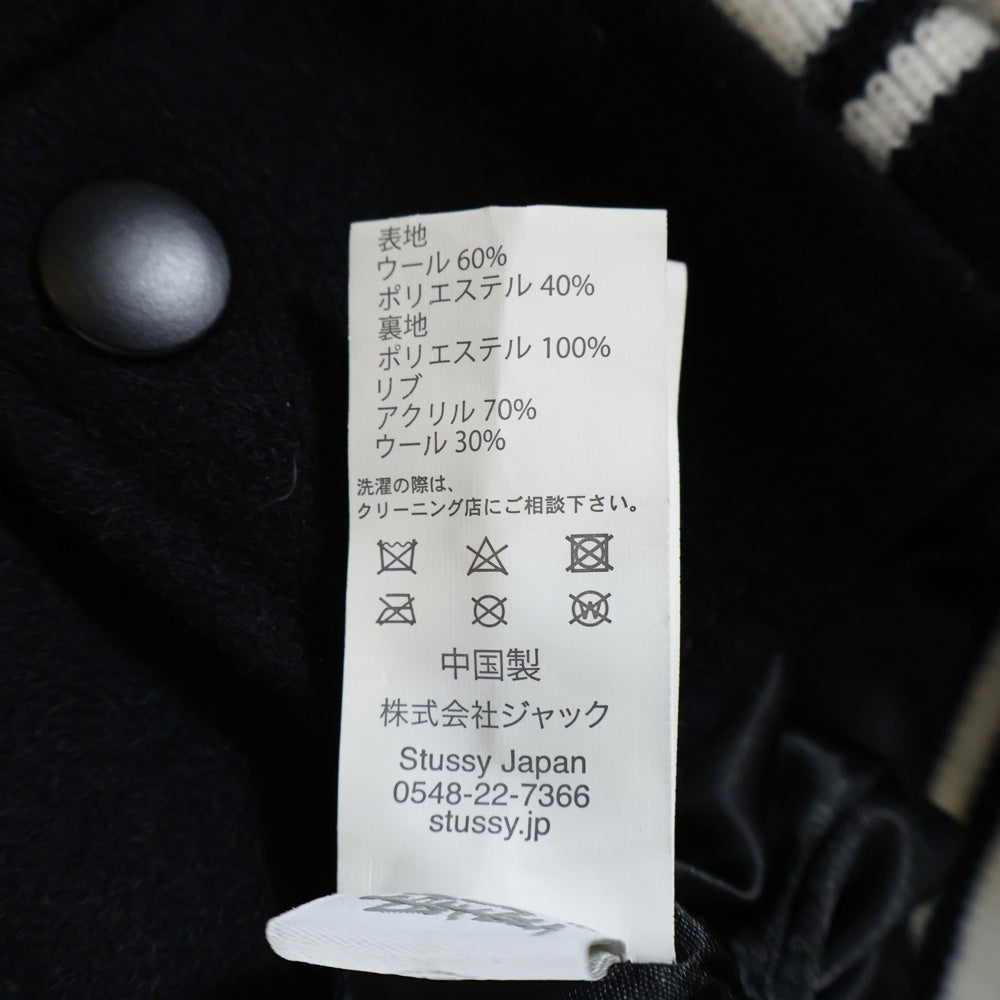 表地
ウール 60%
ポリエステル 40%
裏地
ポリエステル 100%
リブ
アクリル 70%
ウール 30%
洗濯の際は、
クリーニング店にご相談下さい。
W
中国製
株式会社ジャック
Stussy Japan
0548-22-7366
stussy.jp